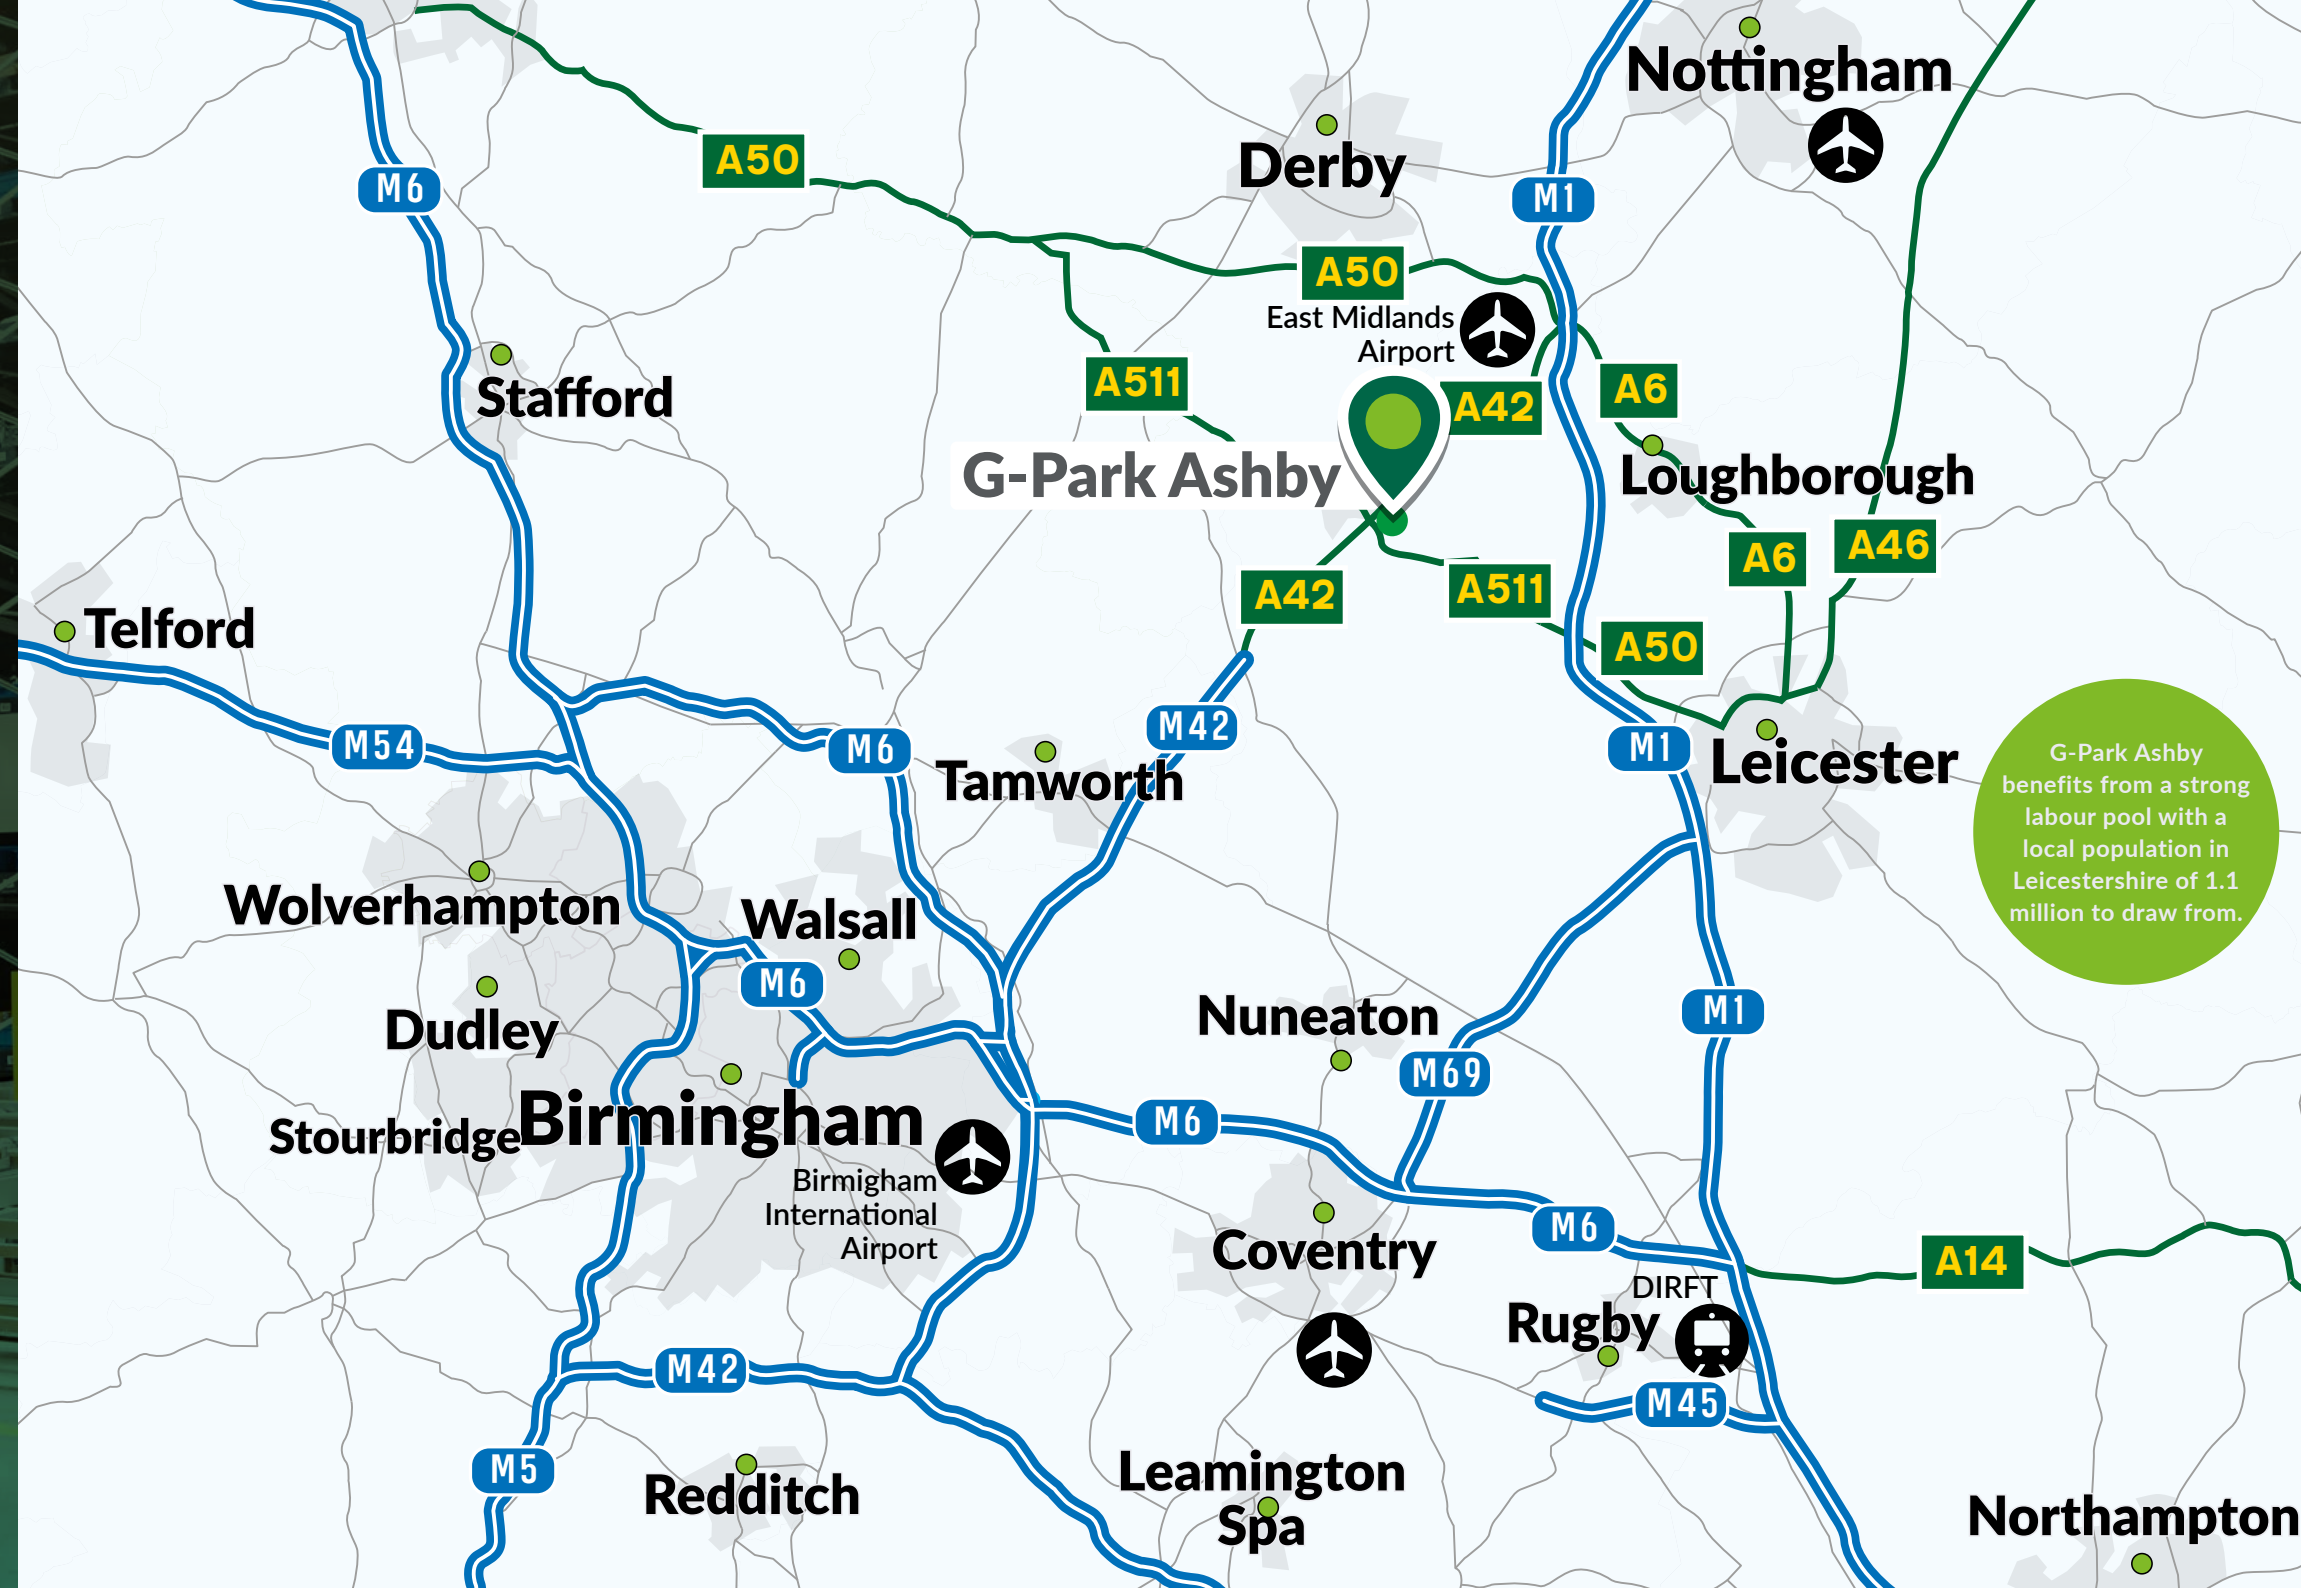 Nottingham
A50
Derby
M6
M1
A50
East Midlands
Airport
A511
A42
A6
Stafford
G-Park Ashby
Loughborough
A46
A6
A42
A511
Telford
A50
M54
M6
M42
Tamworth
M1
Leicester
G-Park Ashby
benefits from a strong
labour pool with a
local population in
Leicestershire of 1.1
million to draw from.
Wolverhampton
Walsall
M6
Dudley
Nuneaton
M1
M69
Stourbridge
Birmingham
M6
Birmigham
International
Airport
Coventry
M6
A14
DIRFT
Rugby
M42
M45
M5
Redditch
Leamington
Spa
Northampton